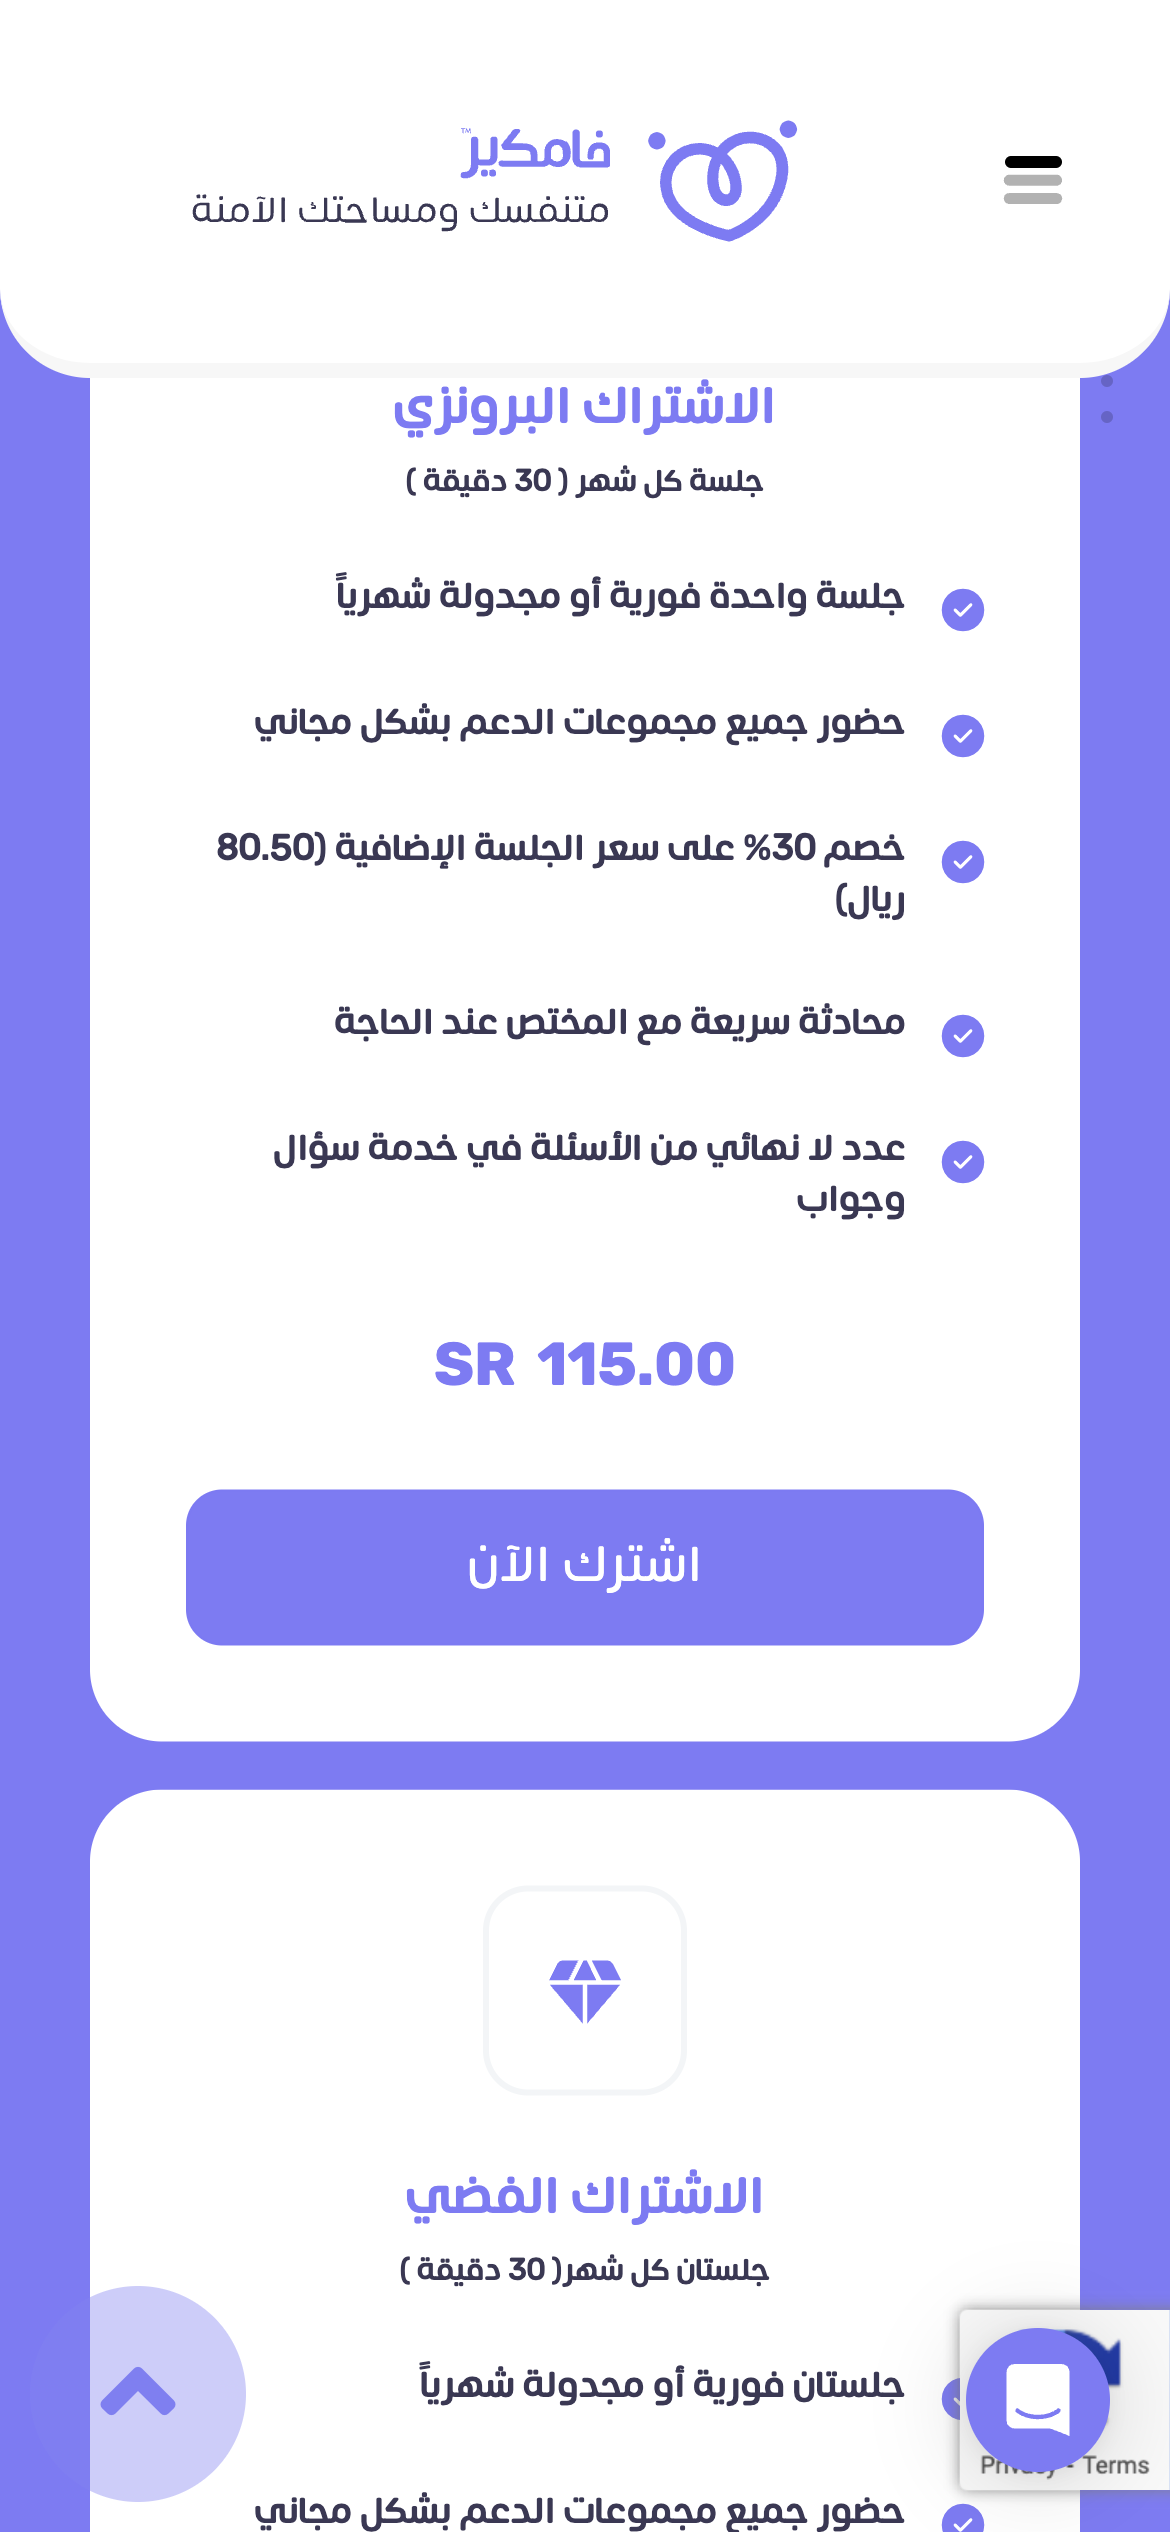 فامكير™
متنفسك ومساحتك الآمنة
الاشتراك البرونزي
جلسة كل شهر ( 30 دقيقة )
جلسة واحدة فورية أو مجدولة شهرياً
حضور جميع مجموعات الدعم بشكل مجاني
خصم 30% على سعر الجلسة الإضافية (80.50
ريال)
محادثة سريعة مع المختص عند الحاجة
عدد لا نهائي من الأسئلة في خدمة سؤال
وجواب
SR 115.00
اشترك الآن
الاشتراك الفضي
جلستان كل شهر( 30 دقيقة )
جلستان فورية أو مجدولة شهرياً
Privacy - Terms
حضور جميع مجموعات الدعم بشكل مجاني